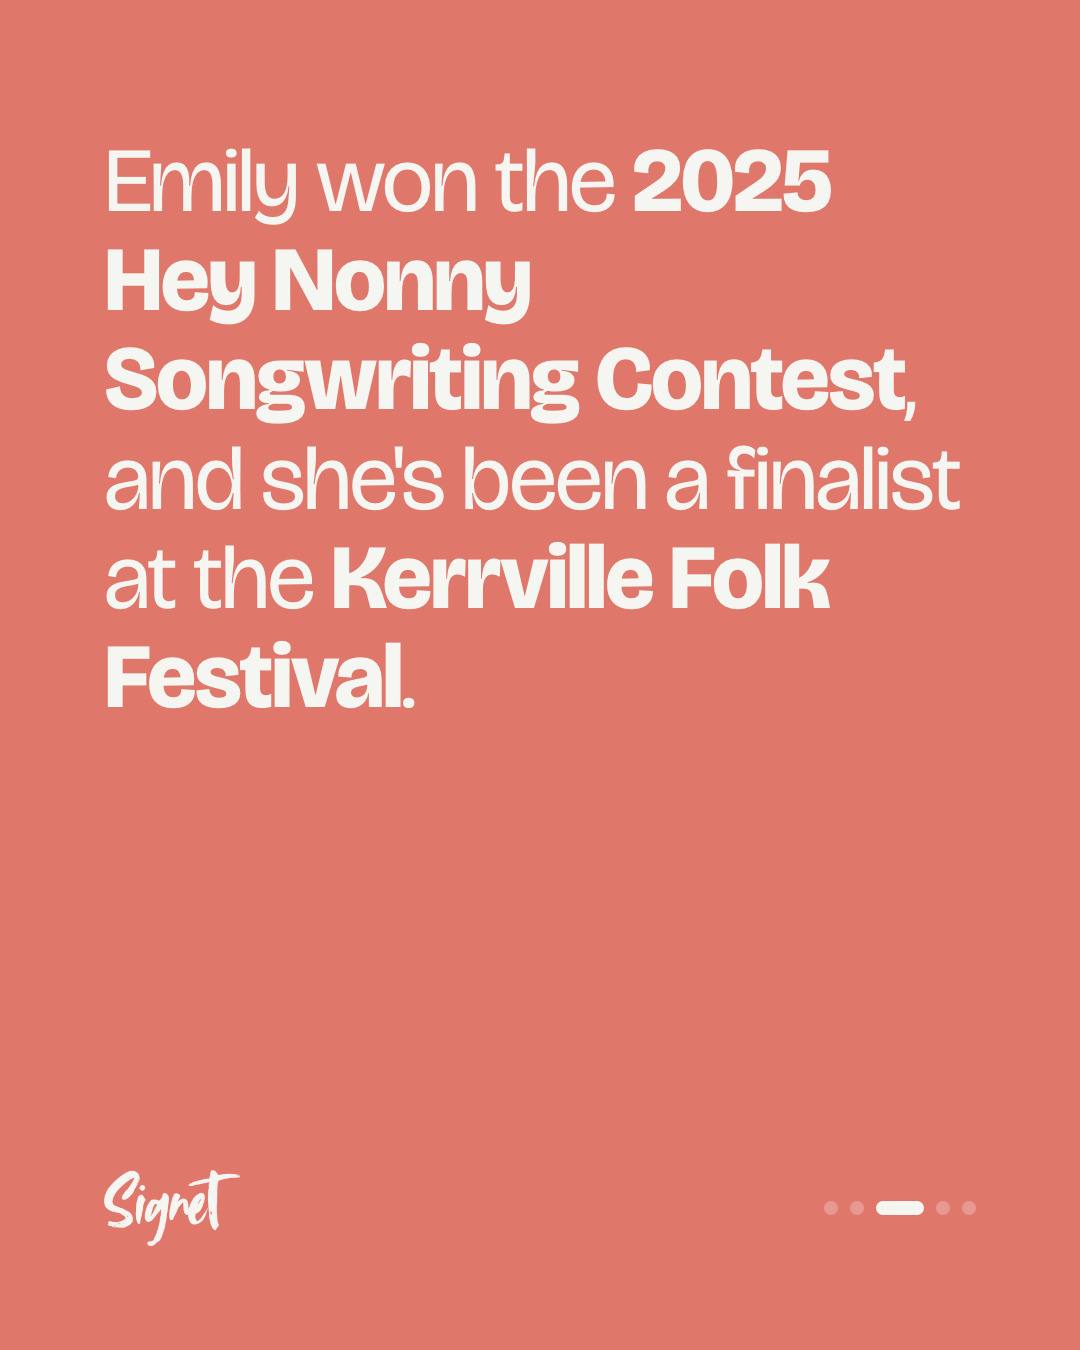 Emily won the 2025
Hey Nonny
Songwriting Contest,
and she's been a finalist
at the Kerrville Folk
Festival.
Signet